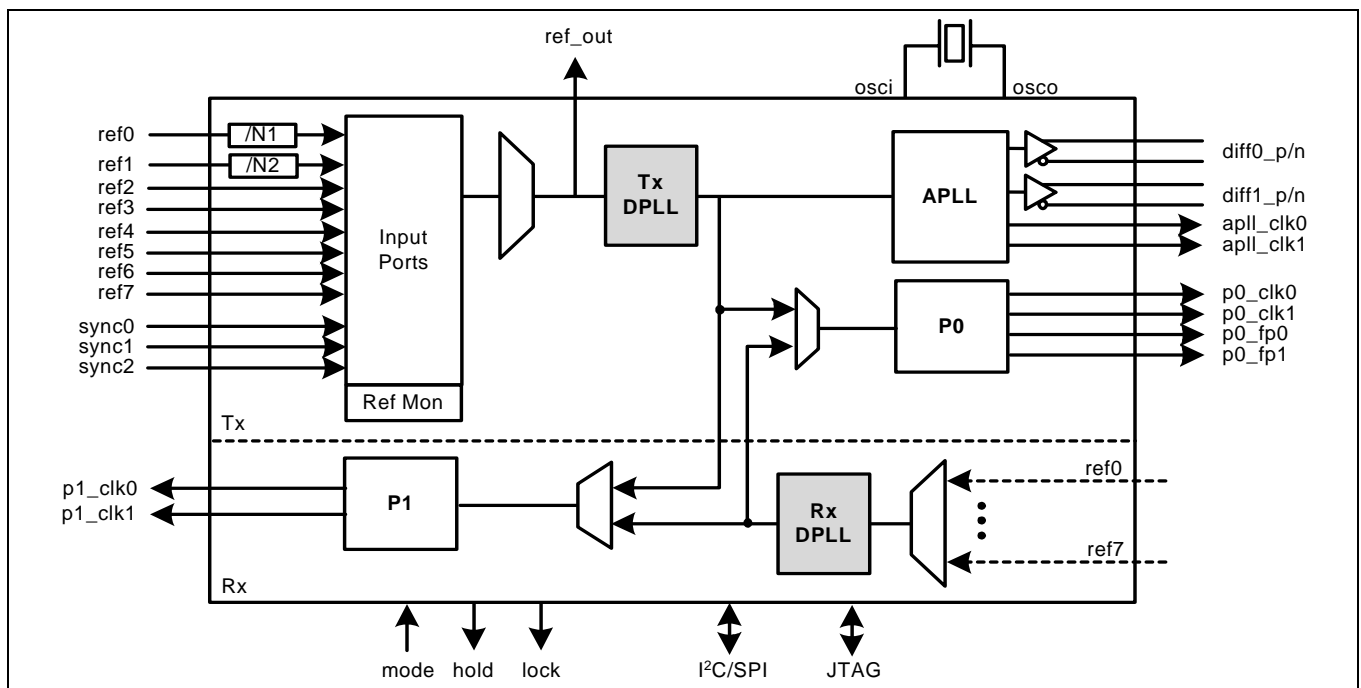 ref_out
osci
osco
ref0
/N1
ref1
/N2
ref2
ref3
ref4
ref5
ref6
ref7
sync0
sync1
sync2
Input
Ports
Ref Mon
Tx
DPLL
APLL
diff0_p/n
diff1_p/n
apll_clk0
apll_clk1
P0
p0_clk0
p0_clk1
p0_fp0
p0_fp1
Tx
p1_clk0
p1_clk1
P1
Rx
DPLL
ref0
ref7
Rx
mode
hold
lock
I²C/SPI
JTAG